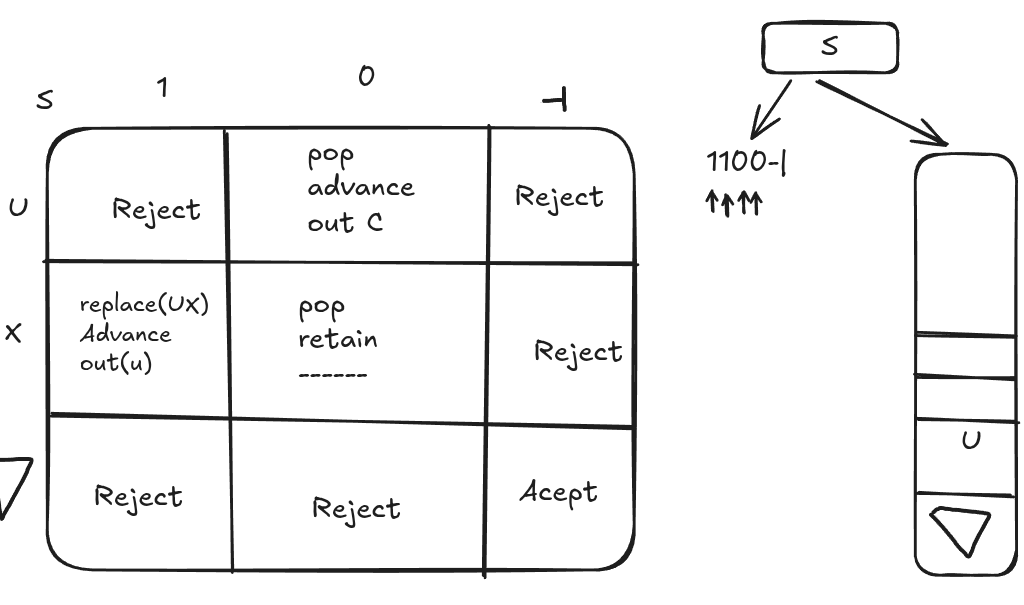 S
S
1
0
⊣
1100-|
U
Reject
pop
advance
out C
Reject
X
replace(UX)
Advance
out(u)
pop
retain
------
Reject
U
Reject
Reject
Acept